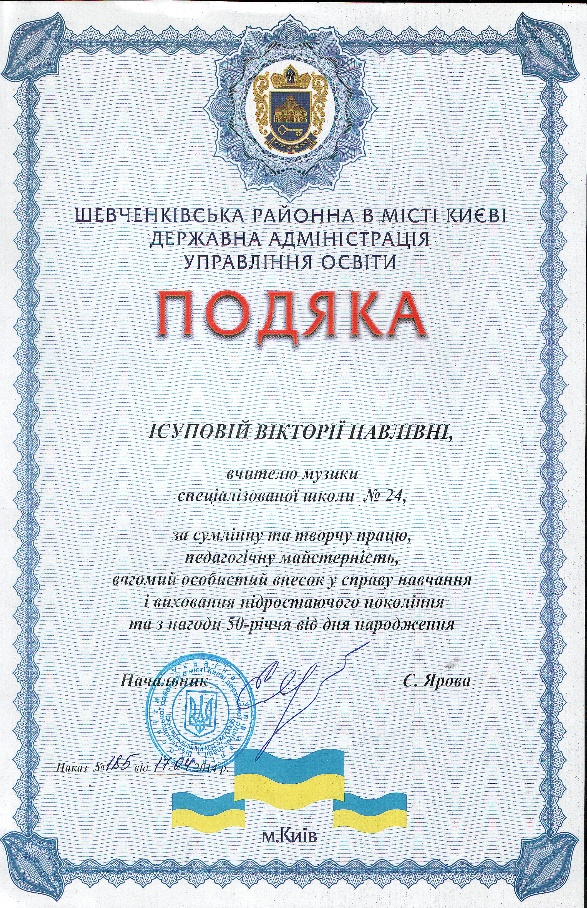 ШЕВЧЕНКІВСЬКА РАЙОННА В МІСТІ КИЄВІ
ДЕРЖАВНА АДМІНІСТРАЦІЯ
УПРАВЛІННЯ ОСВІТИ
ПОДЯКА
ІСУПОВІЙ ВІКТОРІЇ ПАВЛІВНІ,
вчителю музики
спеціалізованої школи № 24,
за сумлінну та творчу працю,
педагогічну майстерність,
вагомий особистий внесок у справу навчання
і виховання підростаючого покоління
та з нагоди 50-річчя від дня народження
Начальник С. Ярова
Наказ № 185 від 17.04
м.Київ